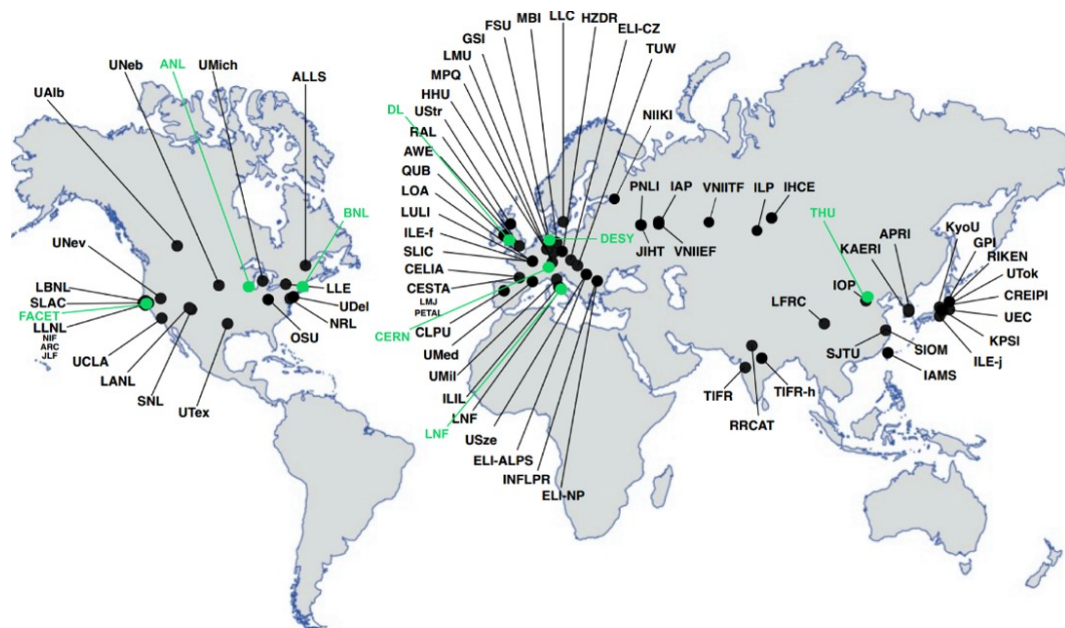 LLC
MBI
HZDR
FSU
ELI-CZ
GSI
TUW
LMU
ANL
UMich
UNeb
ALLS
MPQ
UAlb
HHU
DL
UStr
NIIKI
RAL
AWE
QUB
PNLI
IAP
VNIITF
ILP
IHCE
LOA
BNL
THU
LULI
DESY
KyoU
APRI
GPI
UNev
ILE-f
JIHT
VNIIEF
KAERI
RIKEN
SLIC
UTok
LBNL
LLE
CELIA
IOP
SLAC
UDel
CESTA
LFRC
CREIPI
FACET
LMJ
PETAL
NRL
UEC
LLNL
CLPU
OSU
NIF
ARC
JLF
CERN
SJTU
SIOM
KPSI
UCLA
UMed
ILE-j
LANL
UMil
IAMS
SNL
ILIL
TIFR
TIFR-h
UTex
LNF
RRCAT
LNF
USze
ELI-ALPS
INFLPR
ELI-NP